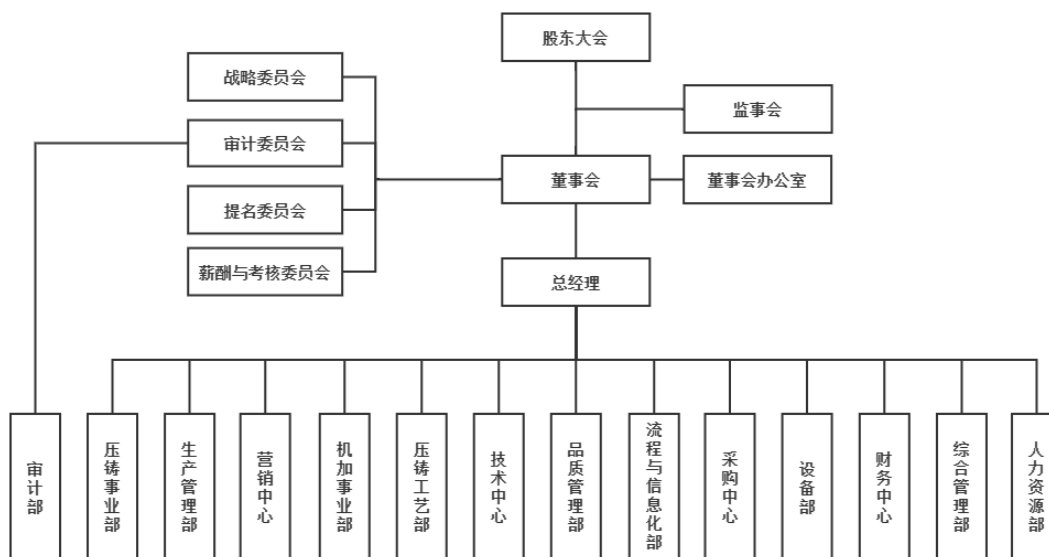 股东大会
战略委员会
监事会
审计委员会
董事会
董事会办公室
提名委员会
薪酬与考核委员会
总经理
审计部
压铸事业部
生产管理部
营销中心
机加事业部
压铸工艺部
技术中心
品质管理部
流程与信息化部
采购中心
设备部
财务中心
综合管理部
人力资源部